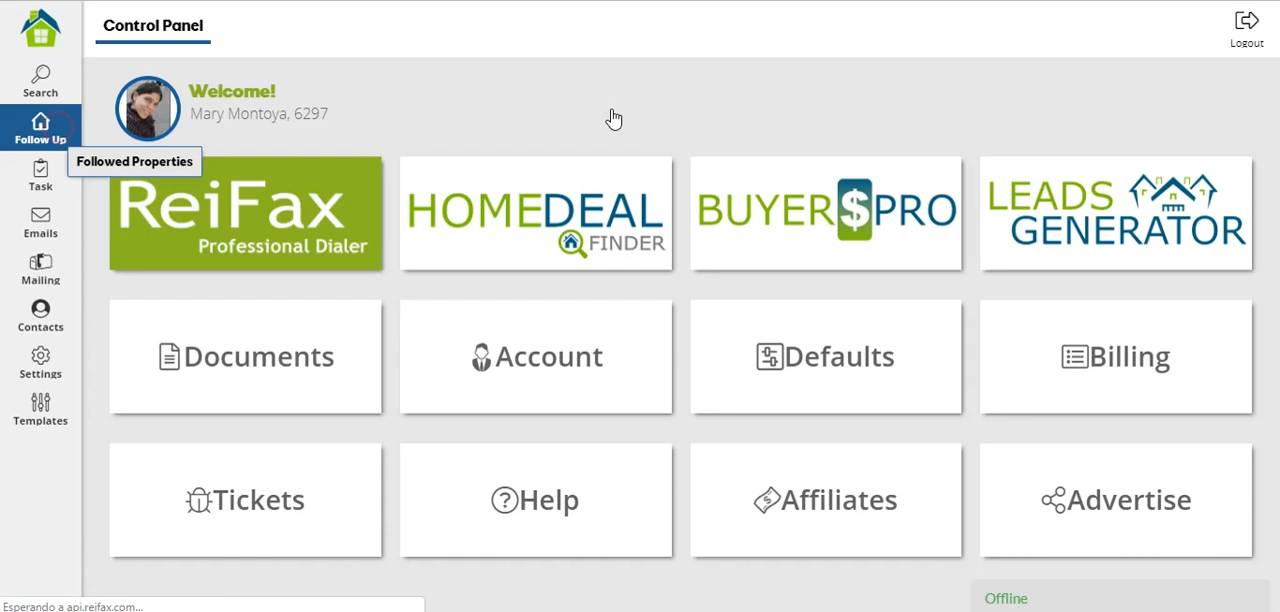 Control Panel
Logout
Welcome!
Mary Montoya, 6297
Search
Follow Up
Followed Properties
Task
Emails
Mailing
Contacts
Settings
Templates
ReiFax
Professional Dialer
HOMEDEAL
FINDER
BUYER$PRO
LEADS
GENERATOR
Documents
Account
Defaults
Billing
Tickets
Help
Affiliates
Advertise
Offline
Esperando a api.reifax.com...